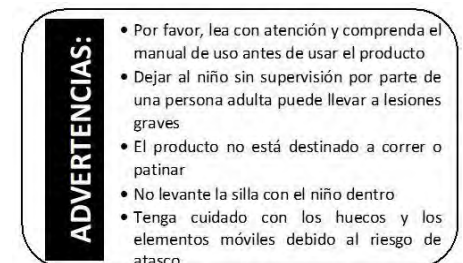 ADVERTENCIAS:
• Por favor, lea con atención y comprenda el
manual de uso antes de usar el producto
• Dejar al niño sin supervisión por parte de
una persona adulta puede llevar a lesiones
graves
• El producto no está destinado a correr o
patinar
• No levante la silla con el niño dentro
• Tenga cuidado con los huecos y los
elementos móviles debido al riesgo de
atasco